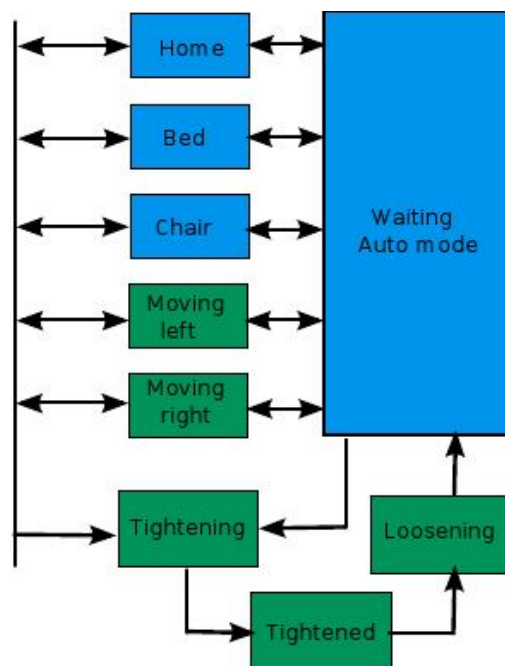 Home
Bed
Chair
Waiting
Auto mode
Moving
left
Moving
right
Tightening
Loosening
Tightened